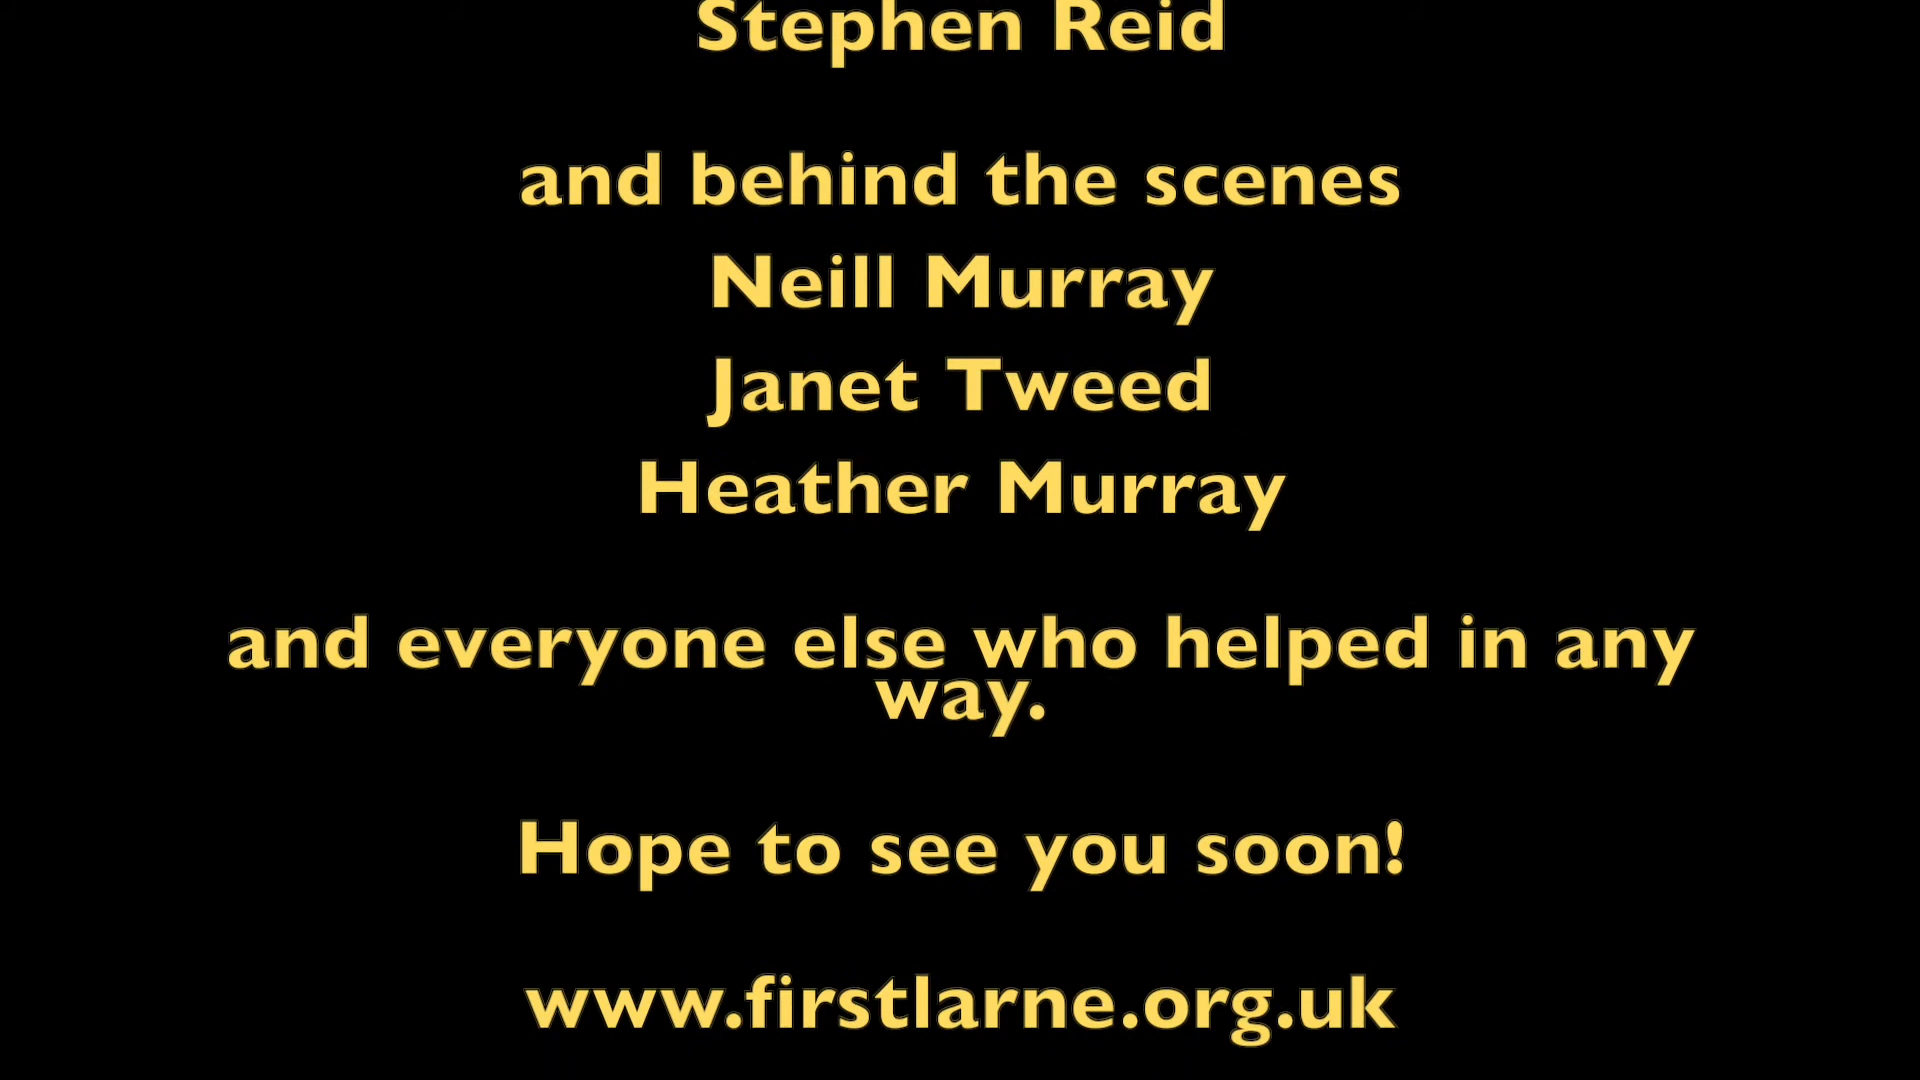 Stephen Reid
and behind the scenes
Neill Murray
Janet Tweed
Heather Murray
and everyone else who helped in any
way.
Hope to see you soon!
www.firstlarne.org.uk